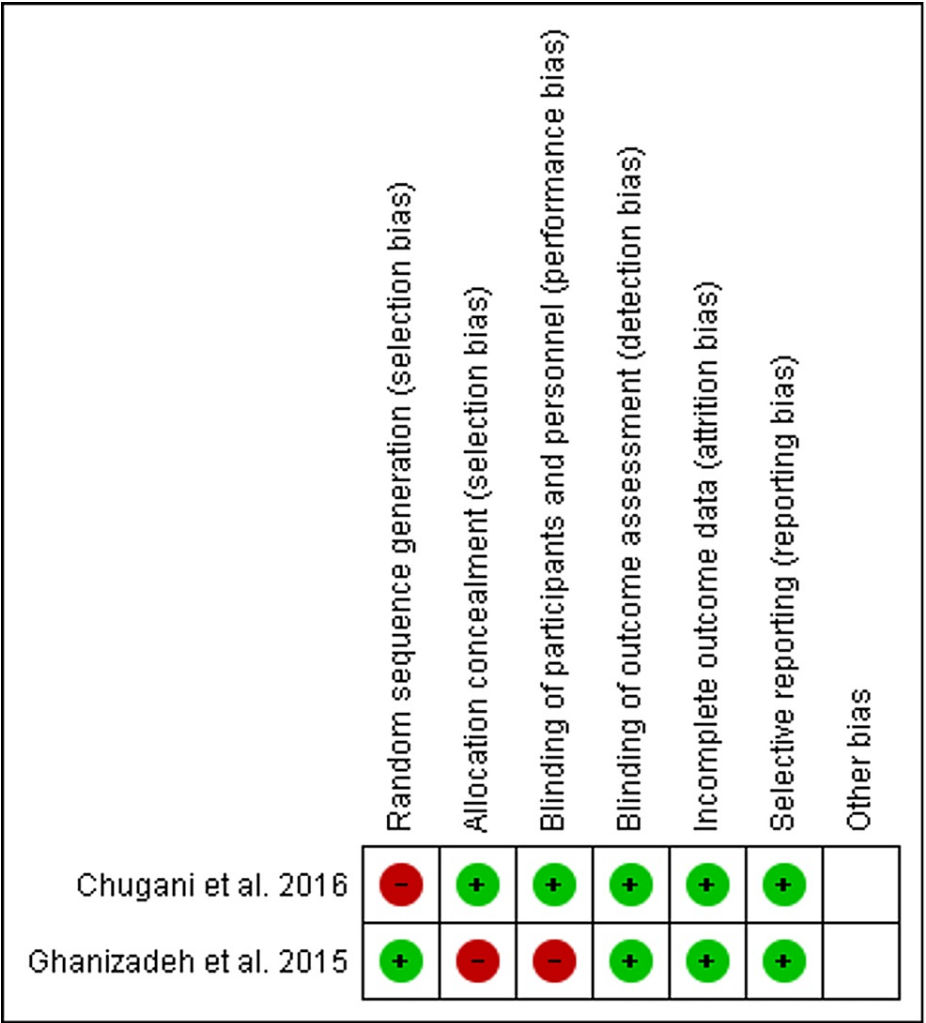 Random sequence generation (selection bias)
Allocation concealment (selection bias)
Blinding of participants and personnel (performance bias)
Blinding of outcome assessment (detection bias)
Incomplete outcome data (attrition bias)
Selective reporting (reporting bias)
Other bias
Chugani et al. 2016 - + + + + +
Ghanizadeh et al. 2015 + - - + + +